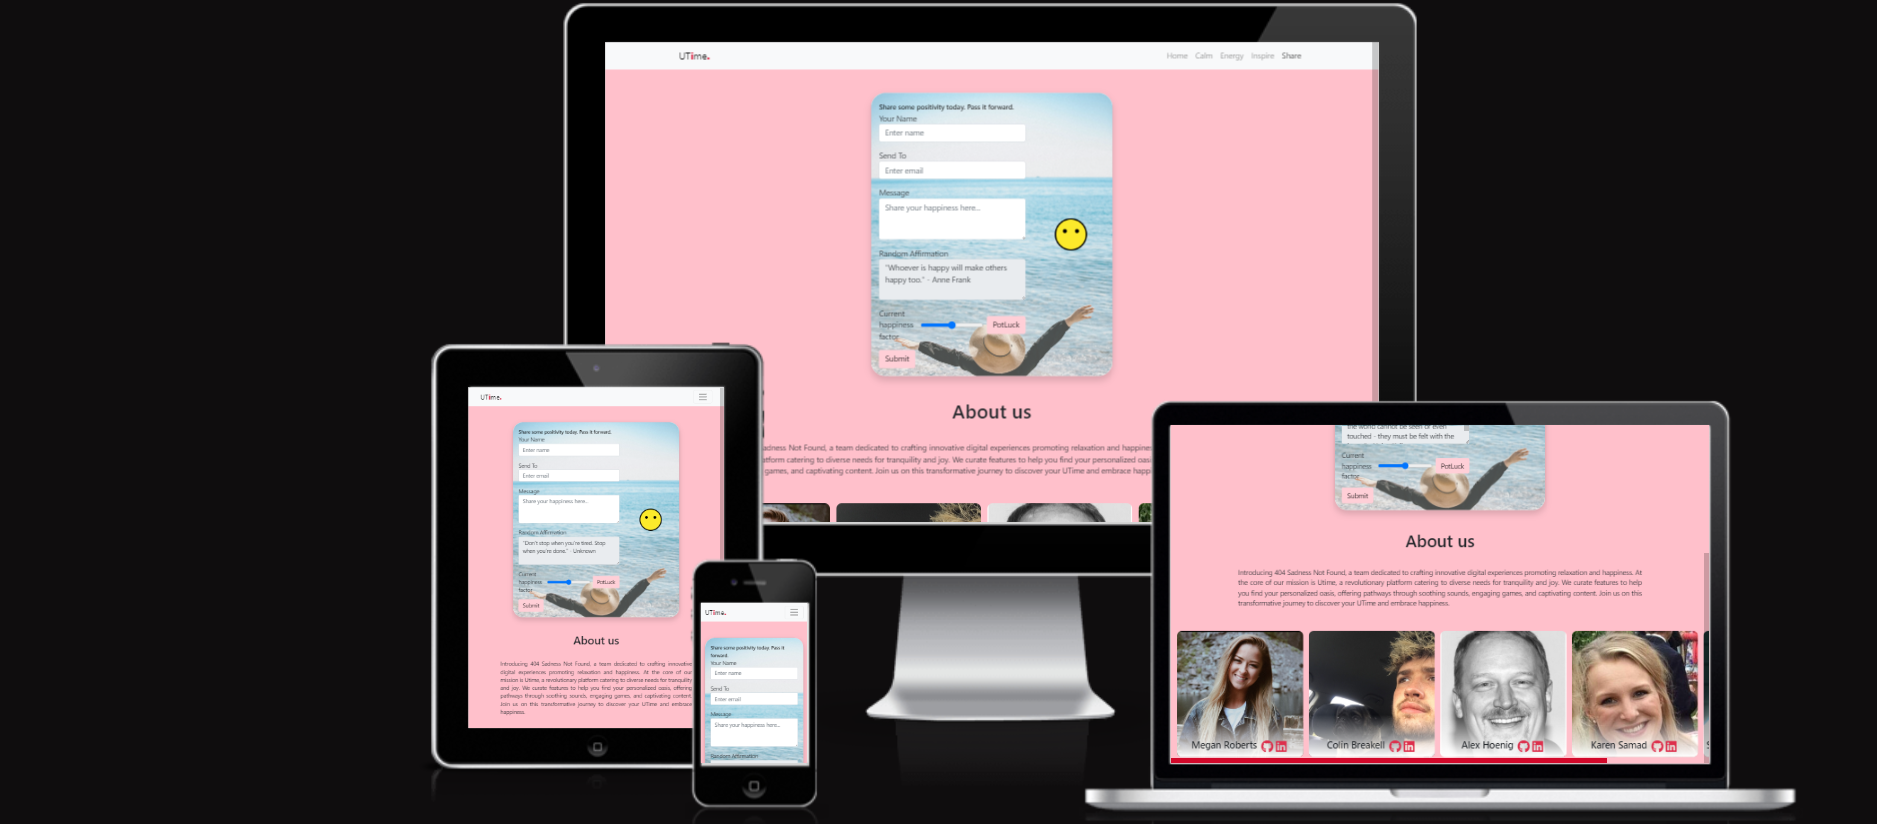 UTime.
Home Calm Energy Inspire Share
Share some positivity today. Pass it forward.
Your Name
Enter name
Send To
Enter email
Message
Share your happiness here...
Random Affirmation
"Whoever is happy will make others
happy too." - Anne Frank
Current
happiness
factor
PotLuck
Submit
About us
Sadness Not Found, a team dedicated to crafting innovative digital experiences promoting relaxation and
catering to diverse needs for tranquility and joy. We curate features to help you find your personalized
games, and captivating content. Join us on this transformative journey to discover your UTime and embrace
UTime.
Share some positivity today. Pass it forward.
Your Name
Enter name
Send To
Enter email
Message
Share your happiness here...
Random Affirmation
"Don't stop when you're tired. Stop
when you're done." - Unknown
Current
happiness
factor
PotLuck
Submit
About us
Introducing 404 Sadness Not Found, a team dedicated to crafting innovative
digital experiences promoting relaxation and happiness. At the core of our
mission is Utime, a revolutionary platform catering to diverse needs for tranquility
and joy. We curate features to help you find your personalized oasis, offering
pathways through soothing sounds, engaging games, and captivating content.
Join us on this transformative journey to discover your UTime and embrace
happiness.
UTime.
Share some positivity today. Pass it
forward.
Your Name
Enter name
Send To
Enter email
Message
Share your happiness here...
Random Affirmation
the world cannot be seen or even
touched - they must be felt with the
Current
happiness
factor
PotLuck
Submit
About us
Introducing 404 Sadness Not Found, a team dedicated to crafting innovative digital experiences promoting relaxation and happiness. At
the core of our mission is Utime, a revolutionary platform catering to diverse needs for tranquility and joy. We curate features to help
you find your personalized oasis, offering pathways through soothing sounds, engaging games, and captivating content. Join us on this
transformative journey to discover your UTime and embrace happiness.
Megan Roberts
Colin Breakell
Alex Hoenig
Karen Samad